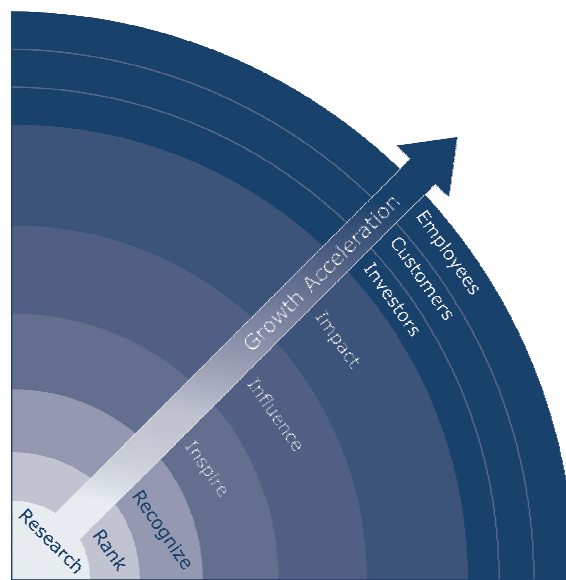 Research
Rank
Recognize
Inspire
Influence
Impact
Investors
Customers
Employees
Growth Acceleration